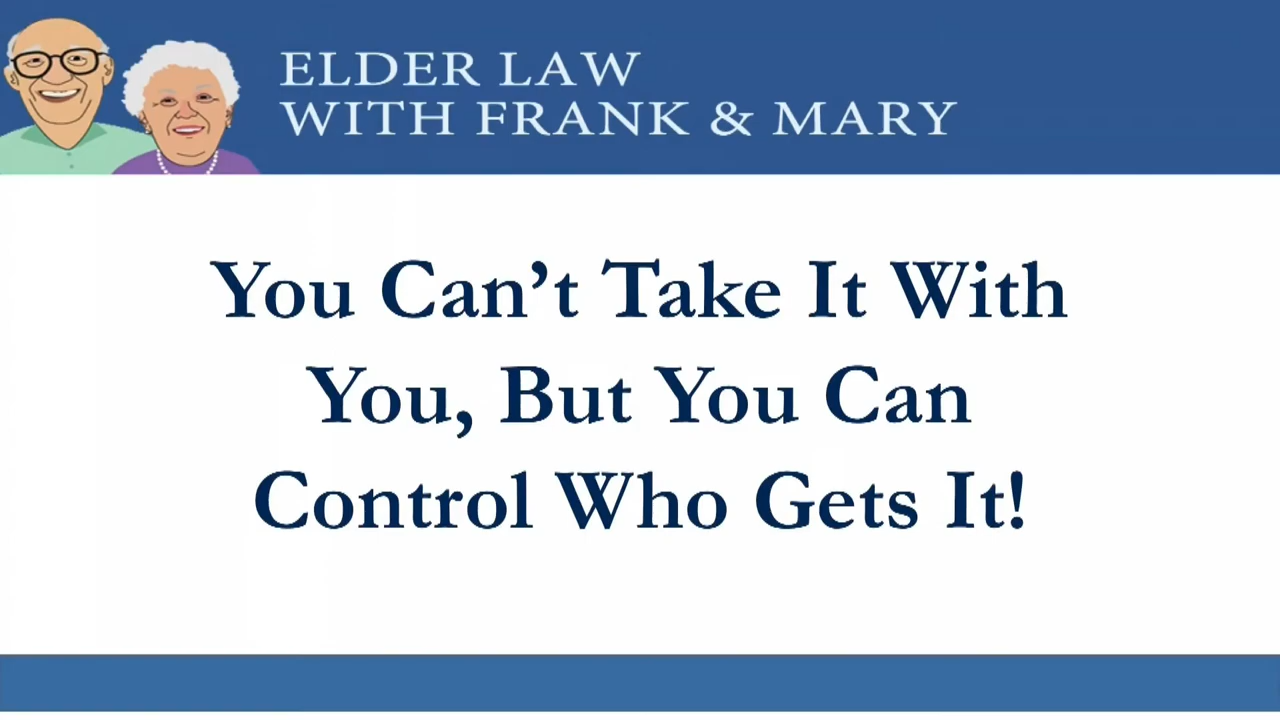 ELDER LAW
WITH FRANK & MARY
You Can’t Take It With
You, But You Can
Control Who Gets It!